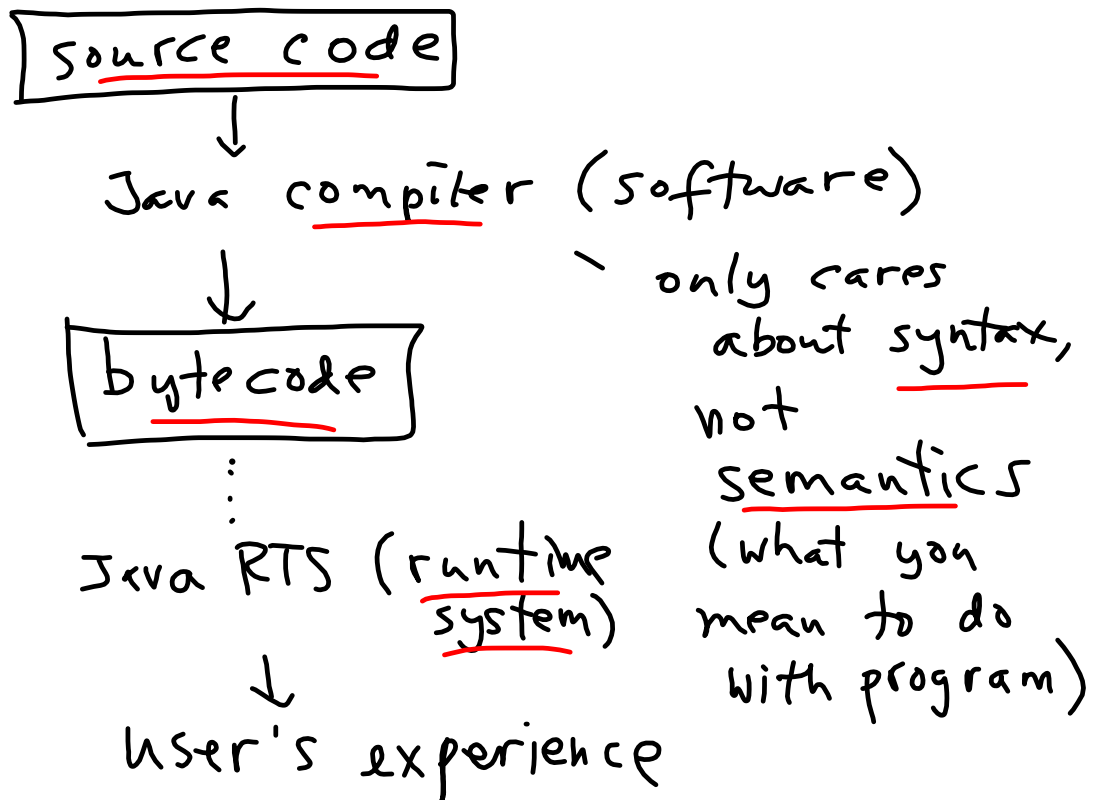 source code
Java compiler (software)
only cares
about syntax,
not
semantics
(what you
mean to do
with program)
bytecode
Java RTS (runtime
system)
user's experience